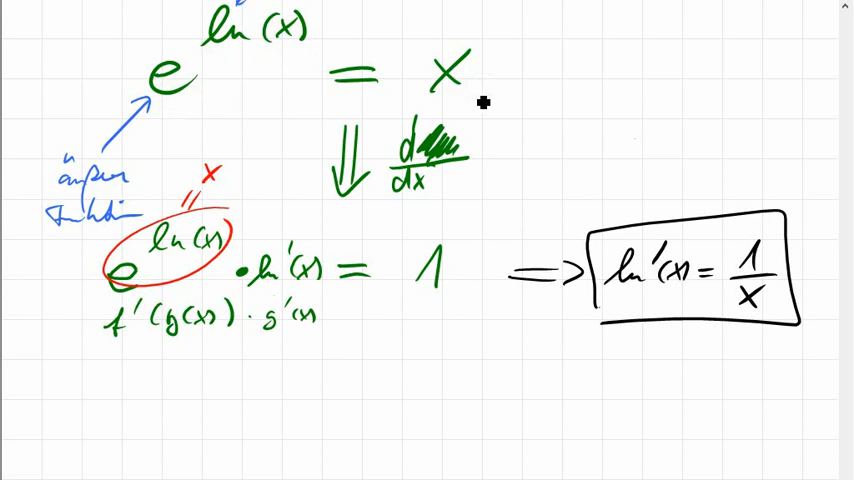 e^{ln(x)} = x
d
dx
äußere
Funktion
x
=
e^{ln(x)} · ln'(x) = 1 ⟹ ln'(x) = 1/x
f'(g(x)) · g'(x)